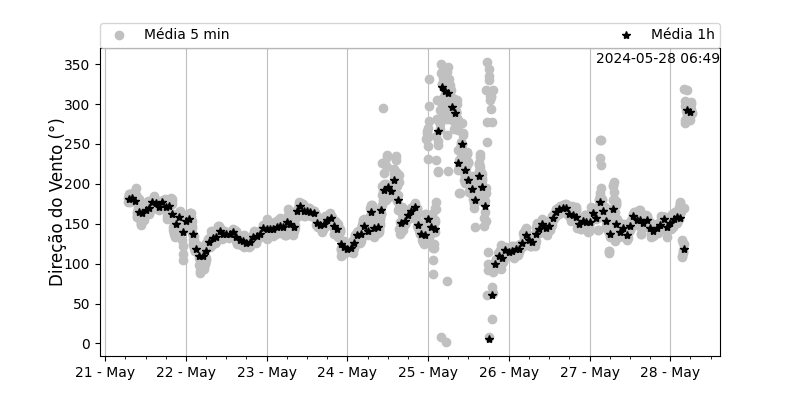 Média 5 min
Média 1h
2024-05-28 06:49
Direção do Vento (°)
350
300
250
200
150
100
50
0
21 - May
22 - May
23 - May
24 - May
25 - May
26 - May
27 - May
28 - May